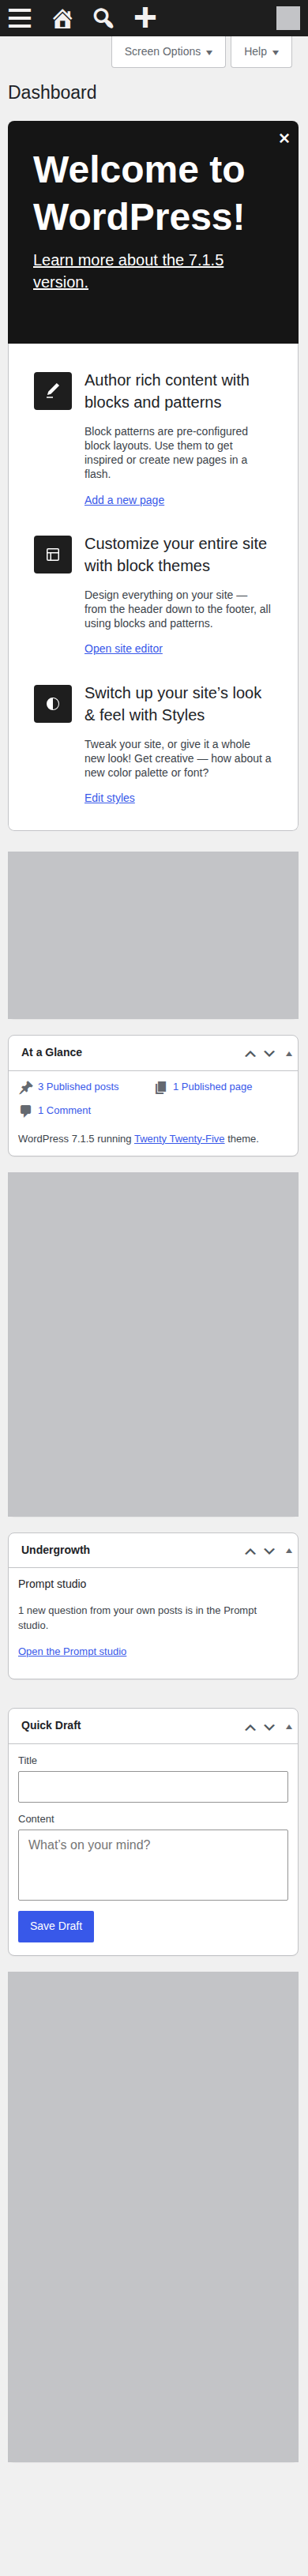 Screen Options
Help
Dashboard
Welcome to
WordPress!
Learn more about the 7.1.5
version.
Author rich content with
blocks and patterns
Block patterns are pre-configured
block layouts. Use them to get
inspired or create new pages in a
flash.
Add a new page
Customize your entire site
with block themes
Design everything on your site —
from the header down to the footer, all
using blocks and patterns.
Open site editor
Switch up your site’s look
& feel with Styles
Tweak your site, or give it a whole
new look! Get creative — how about a
new color palette or font?
Edit styles
At a Glance
3 Published posts
1 Published page
1 Comment
WordPress 7.1.5 running Twenty Twenty-Five theme.
Undergrowth
Prompt studio
1 new question from your own posts is in the Prompt
studio.
Open the Prompt studio
Quick Draft
Title
Content
What’s on your mind?
Save Draft